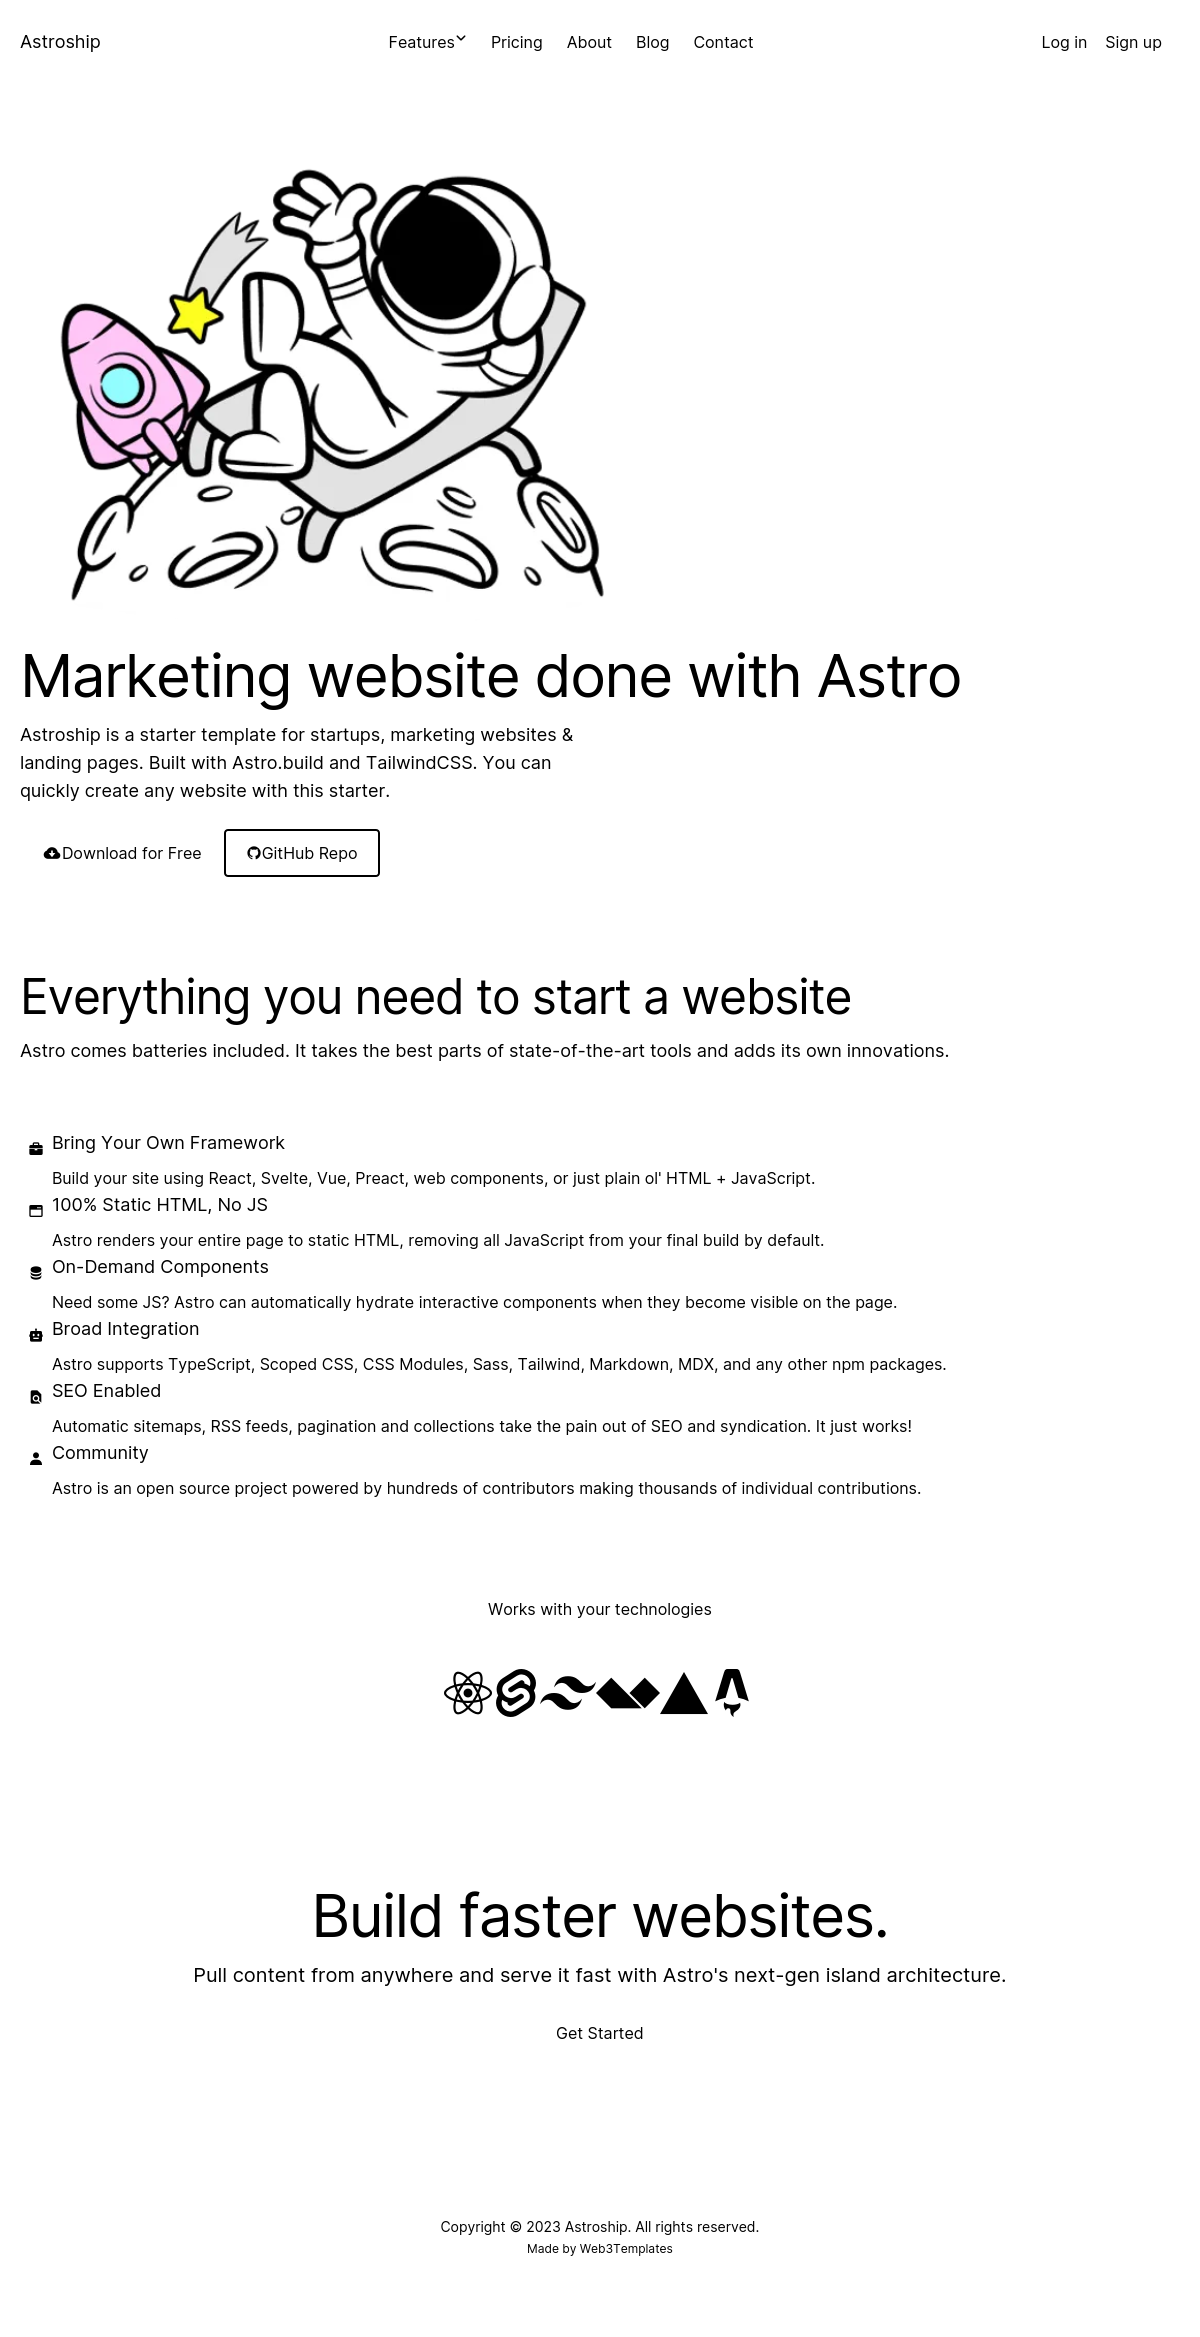 Astroship
Features
Pricing
About
Blog
Contact
Log in
Sign up
Marketing website done with Astro
Astroship is a starter template for startups, marketing websites &
landing pages. Built with Astro.build and TailwindCSS. You can
quickly create any website with this starter.
Download for Free
GitHub Repo
Everything you need to start a website
Astro comes batteries included. It takes the best parts of state-of-the-art tools and adds its own innovations.
Bring Your Own Framework
Build your site using React, Svelte, Vue, Preact, web components, or just plain ol' HTML + JavaScript.
100% Static HTML, No JS
Astro renders your entire page to static HTML, removing all JavaScript from your final build by default.
On-Demand Components
Need some JS? Astro can automatically hydrate interactive components when they become visible on the page.
Broad Integration
Astro supports TypeScript, Scoped CSS, CSS Modules, Sass, Tailwind, Markdown, MDX, and any other npm packages.
SEO Enabled
Automatic sitemaps, RSS feeds, pagination and collections take the pain out of SEO and syndication. It just works!
Community
Astro is an open source project powered by hundreds of contributors making thousands of individual contributions.
Works with your technologies
Build faster websites.
Pull content from anywhere and serve it fast with Astro's next-gen island architecture.
Get Started
Copyright © 2023 Astroship. All rights reserved.
Made by Web3Templates